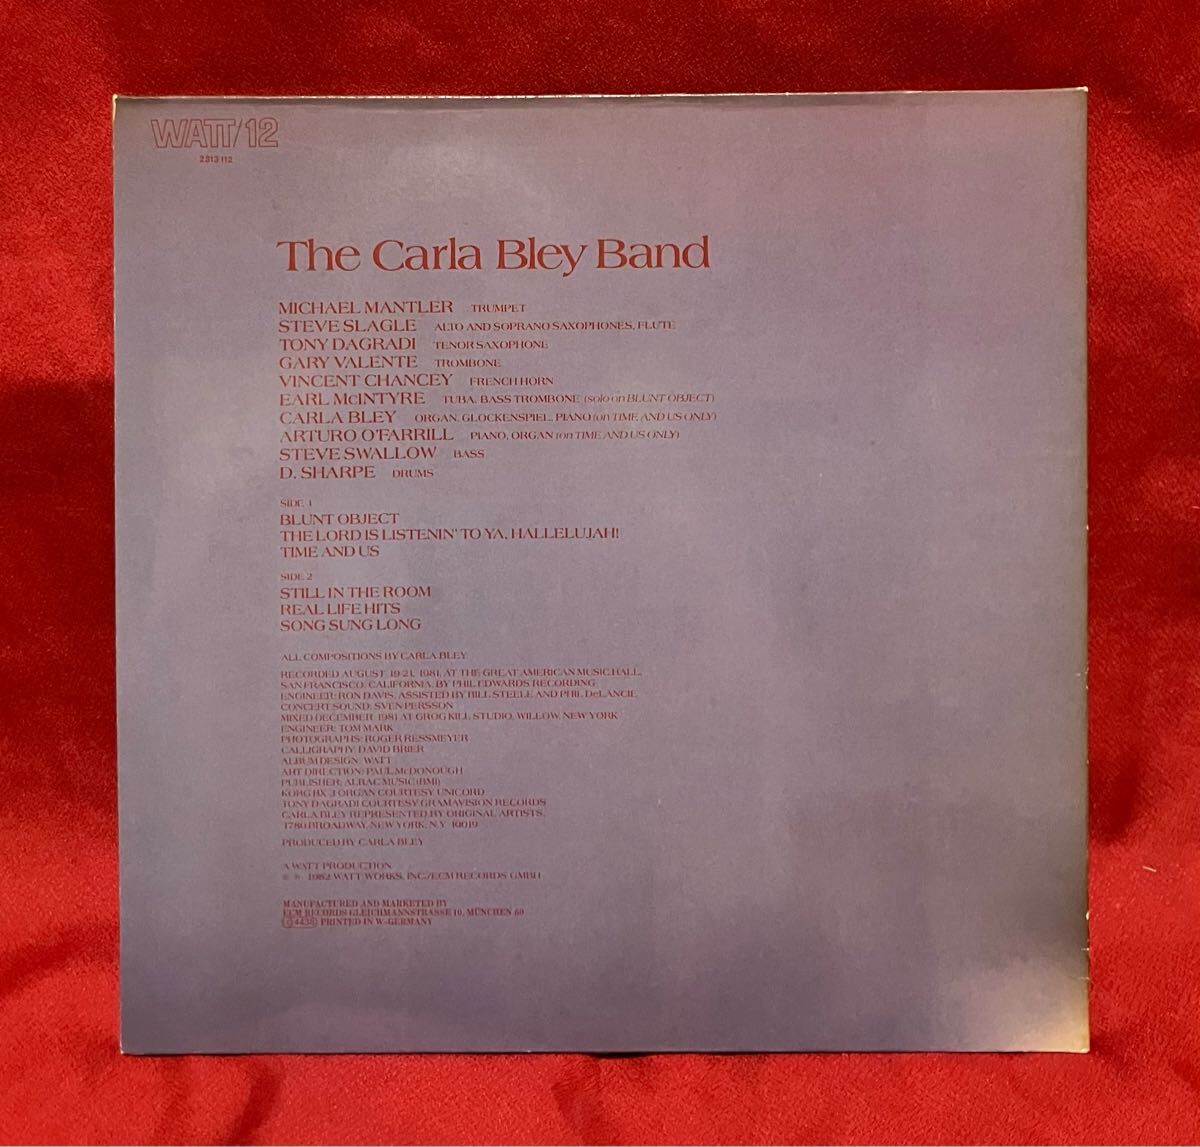 WATT/12
2313 112
The Carla Bley Band
MICHAEL MANTLER TRUMPET
STEVE SLAGLE ALTO AND SOPRANO SAXOPHONES, FLUTE
TONY DAGRADI TENOR SAXOPHONE
GARY VALENTE TROMBONE
VINCENT CHANCEY FRENCH HORN
EARL McINTYRE TUBA, BASS TROMBONE (solo on BLUNT OBJECT)
CARLA BLEY ORGAN, GLOCKENSPIEL, PIANO (on TIME AND US ONLY)
ARTURO O'FARRILL PIANO, ORGAN (on TIME AND US ONLY)
STEVE SWALLOW BASS
D. SHARPE DRUMS
SIDE 1
BLUNT OBJECT
THE LORD IS LISTENIN' TO YA, HALLELUJAH!
TIME AND US
SIDE 2
STILL IN THE ROOM
REAL LIFE HITS
SONG SUNG LONG
ALL COMPOSITIONS BY CARLA BLEY
RECORDED AUGUST 19-21, 1981, AT THE GREAT AMERICAN MUSIC HALL,
SAN FRANCISCO, CALIFORNIA, BY PHIL EDWARDS RECORDING
ENGINEER: RON DAVIS, ASSISTED BY BILL STEELE AND PHIL DeLANCIE
CONCERT SOUND: SVEN PERSSON
MIXED DECEMBER, 1981 AT GROG KILL STUDIO, WILLOW, NEW YORK
ENGINEER: TOM MARK
PHOTOGRAPHS: ROGER RESSMEYER
CALLIGRAPHY: DAVID BRIER
ALBUM DESIGN: WATT
ART DIRECTION: PAUL McDONOUGH
PUBLISHER: ALRAC MUSIC (BMI)
KORG BX-3 ORGAN COURTESY UNICORD
TONY DAGRADI COURTESY GRAMAVISION RECORDS
CARLA BLEY REPRESENTED BY ORIGINAL ARTISTS,
1780 BROADWAY, NEW YORK, N.Y. 10019
PRODUCED BY CARLA BLEY
A WATT PRODUCTION
© ℗ 1982 WATT WORKS, INC./ECM RECORDS GMBH
MANUFACTURED AND MARKETED BY
ECM RECORDS GLEICHMANNSTRASSE 10, MÜNCHEN 60
PRINTED IN W.-GERMANY